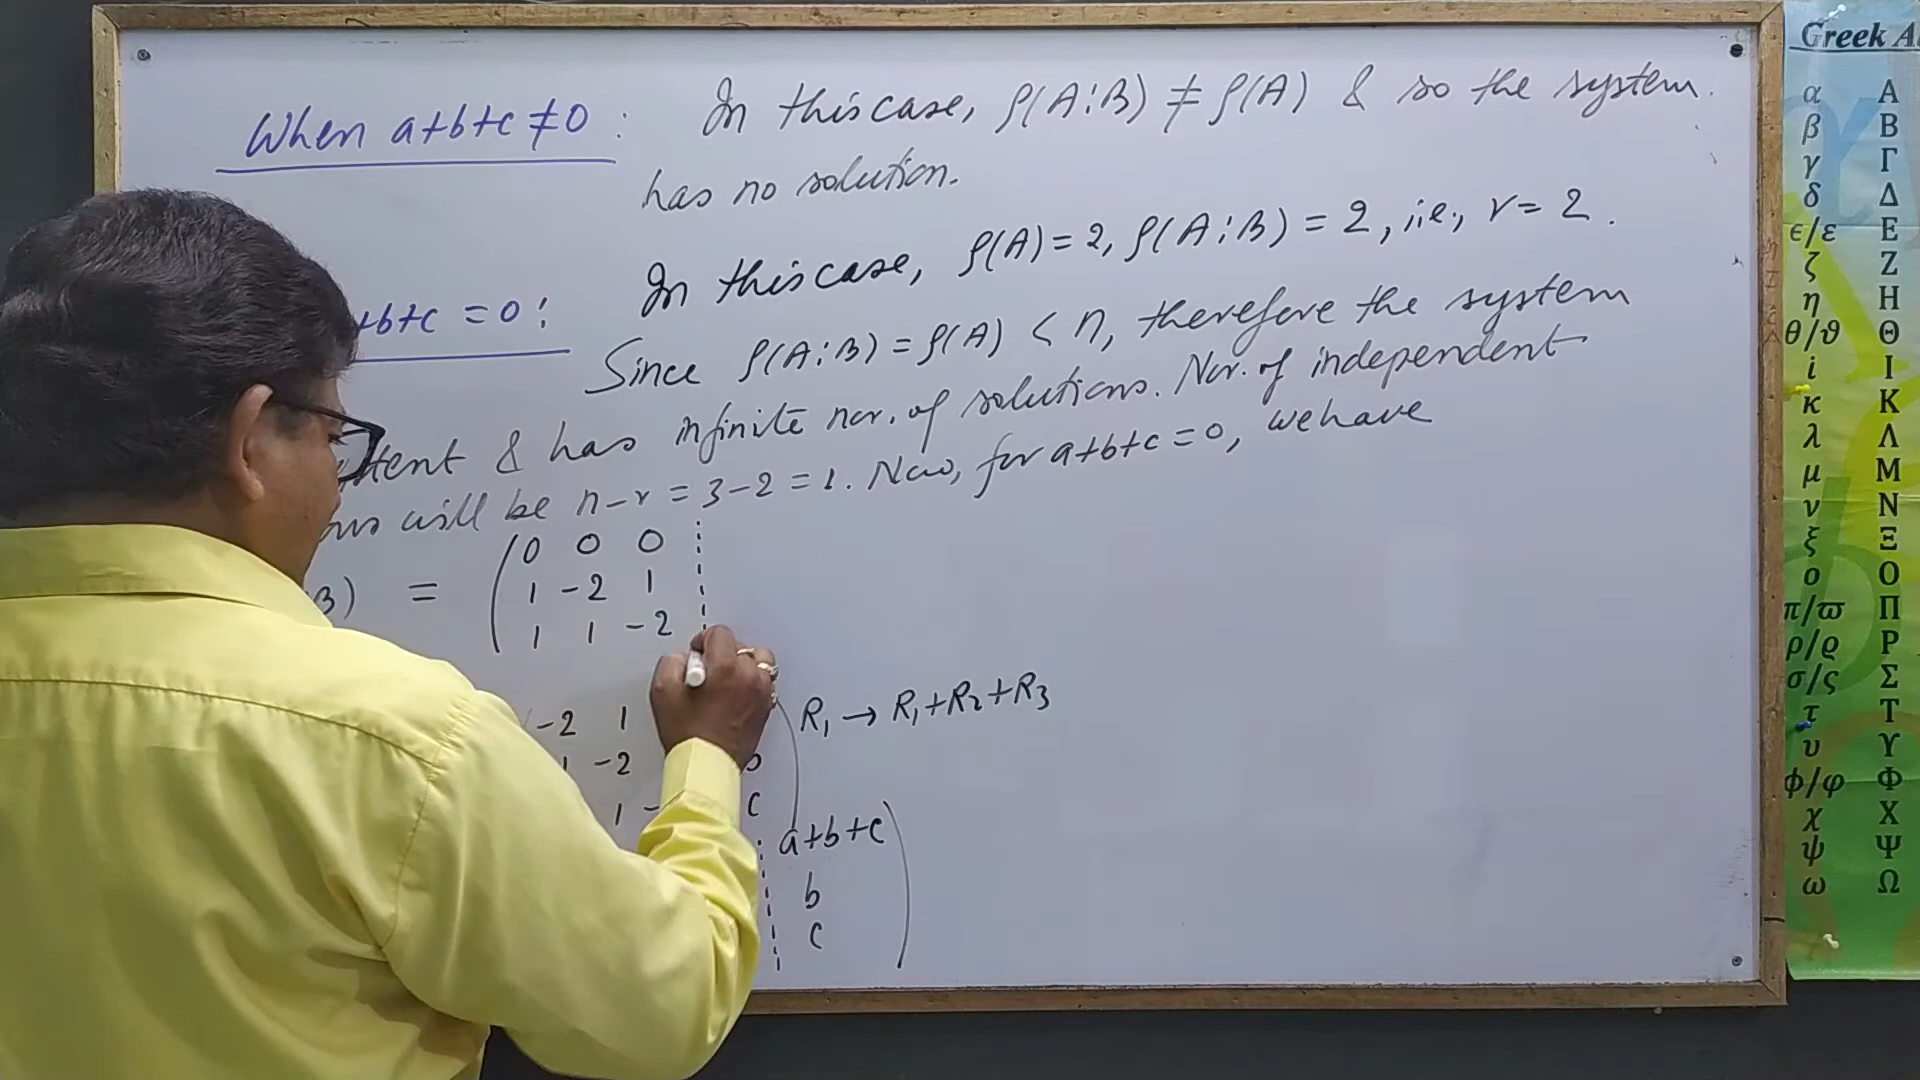 When a+b+c ≠ 0 : In this case, ρ(A⋮B) ≠ ρ(A) & so the system
has no solution.
+b+c = 0 : In this case, ρ(A) = 2, ρ(A⋮B) = 2, i.e., r = 2.
Since ρ(A⋮B) = ρ(A) < n, therefore the system
& has infinite nor. of solutions. Nor. of independent
will be n-r = 3-2 = 1. Now, for a+b+c = 0, we have
B) = ( 0 0 0 ⋮
1 -2 1 ⋮
1 1 -2 ⋮
-2 1 ) R₁ → R₁+R₂+R₃
1 -2 b
1 - c
⋮ a+b+c )
⋮ b
⋮ c
Greek A
α A
β B
γ Γ
δ Δ
ϵ/ε E
ζ Z
η H
θ/ϑ Θ
i I
κ K
λ Λ
μ M
ν N
ξ Ξ
ο O
π/ϖ Π
ρ/ϱ P
σ/ς Σ
τ T
υ Υ
ϕ/φ Φ
χ X
ψ Ψ
ω Ω